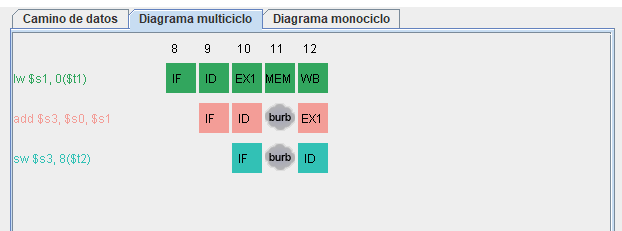 Camino de datos Diagrama multiciclo Diagrama monociclo
8 9 10 11 12
lw $s1, 0($t1) IF ID EX1 MEM WB
add $s3, $s0, $s1 IF ID burb EX1
sw $s3, 8($t2) IF burb ID